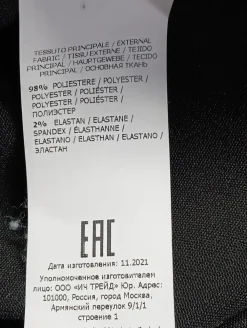 TESSUTO PRINCIPALE / EXTERNAL
FABRIC / TISSU EXTERNE / TEJIDO
PRINCIPAL / HAUPTGEWEBE / TECIDO
PRINCIPAL / ОСНОВНАЯ ТКАНЬ
98% POLIESTERE / POLYESTER /
POLYESTER / POLIÉSTER /
POLYESTER / POLIÉSTER /
ПОЛИЭСТЕР
2% ELASTAN / ELASTANE /
SPANDEX / ÉLASTHANNE /
ELASTANO / ELASTHAN / ELASTANO /
ЭЛАСТАН
EAC
Дата изготовления: 11.2021
Уполномоченное изготовителем
лицо: ООО «ИЧ ТРЕЙД» Юр. Адрес:
101000, Россия, город Москва,
Армянский переулок 9/1/1
строение 1